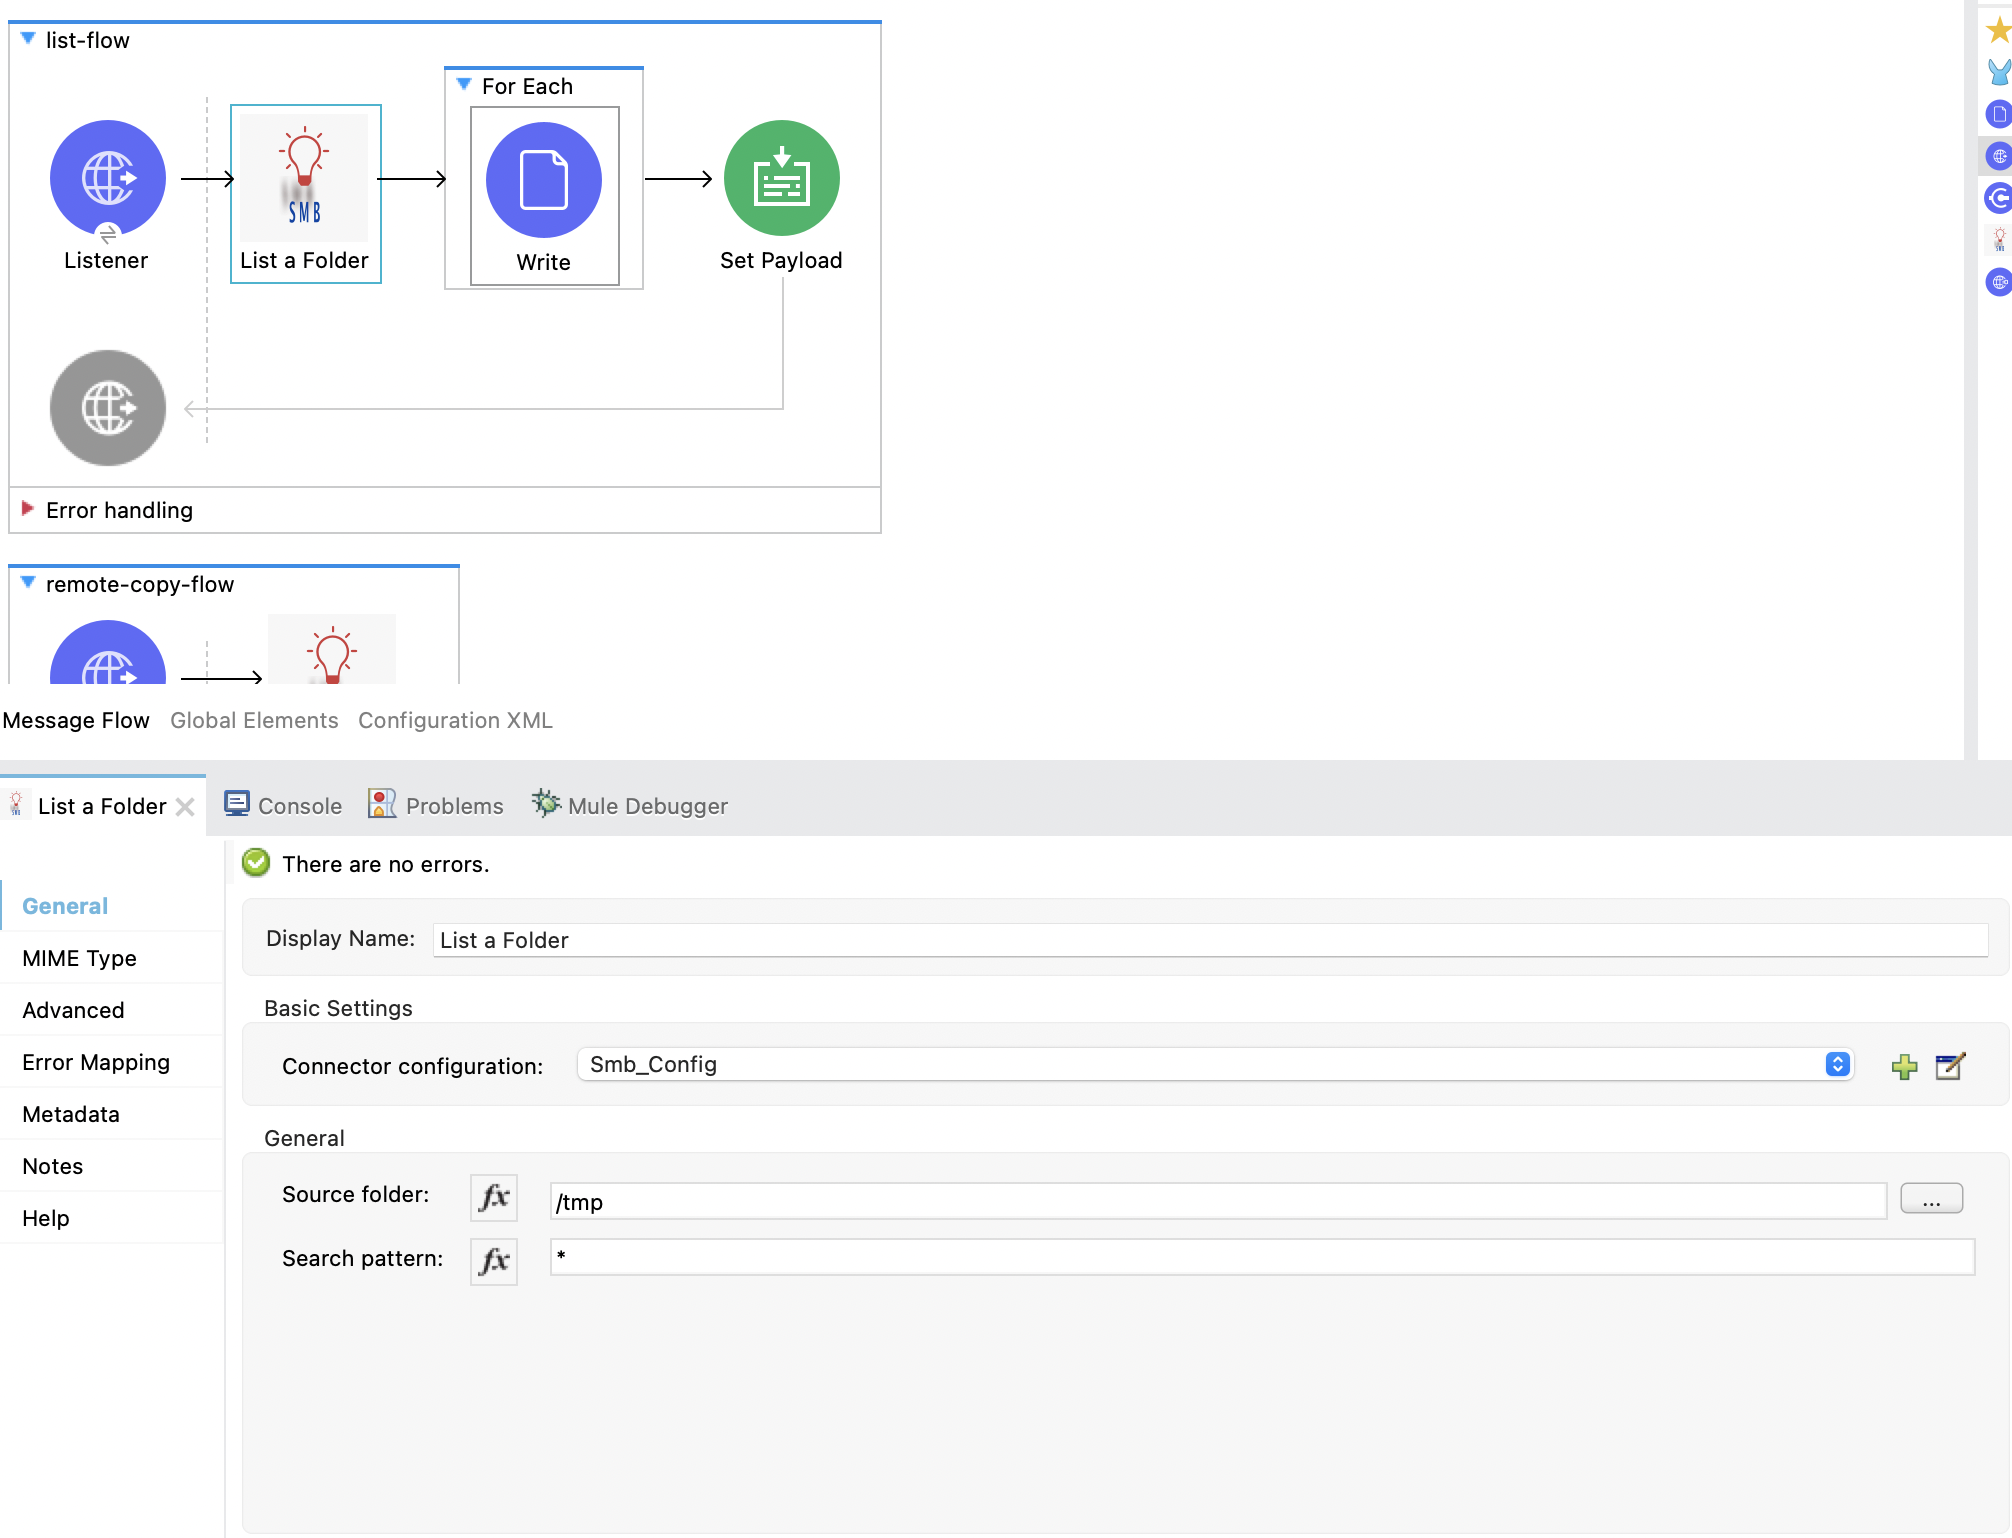 list-flow
For Each
SMB
Listener
List a Folder
Write
Set Payload
Error handling
remote-copy-flow
Message Flow Global Elements Configuration XML
List a Folder Console Problems Mule Debugger
There are no errors.
General
MIME Type
Advanced
Error Mapping
Metadata
Notes
Help
Display Name: List a Folder
Basic Settings
Connector configuration: Smb_Config
General
Source folder: fx /tmp ...
Search pattern: fx *